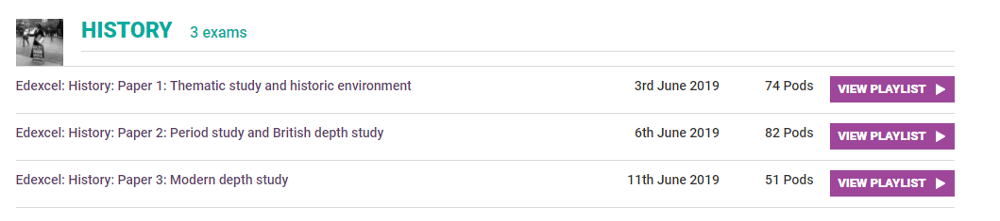 HISTORY 3 exams
Edexcel: History: Paper 1: Thematic study and historic environment 3rd June 2019 74 Pods VIEW PLAYLIST
Edexcel: History: Paper 2: Period study and British depth study 6th June 2019 82 Pods VIEW PLAYLIST
Edexcel: History: Paper 3: Modern depth study 11th June 2019 51 Pods VIEW PLAYLIST